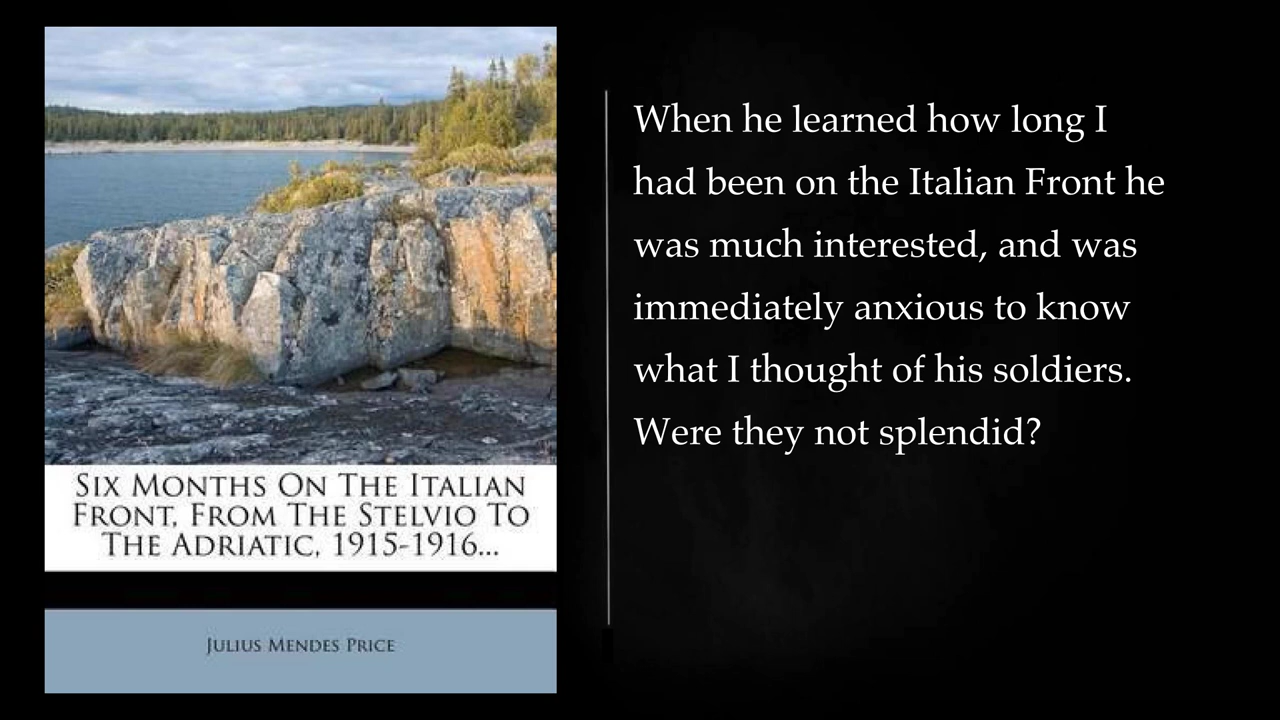 Six Months On The Italian
Front, From The Stelvio To
The Adriatic, 1915-1916...
Julius Mendes Price
When he learned how long I
had been on the Italian Front he
was much interested, and was
immediately anxious to know
what I thought of his soldiers.
Were they not splendid?